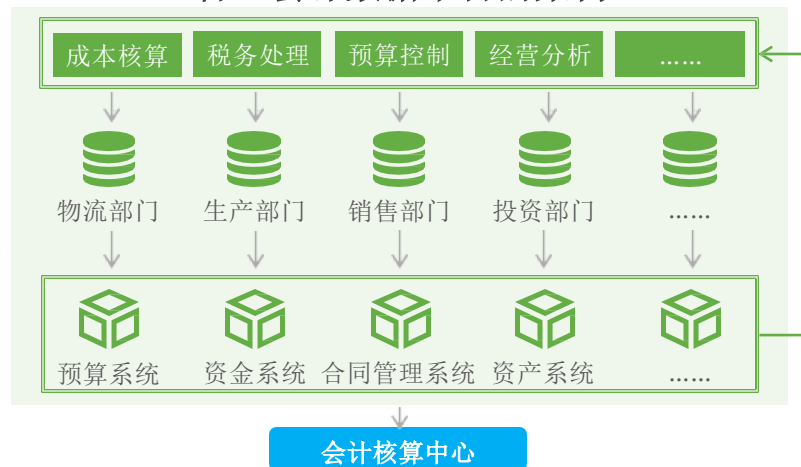 成本核算 税务处理 预算控制 经营分析 ……
物流部门 生产部门 销售部门 投资部门 ……
预算系统 资金系统 合同管理系统 资产系统 ……
会计核算中心